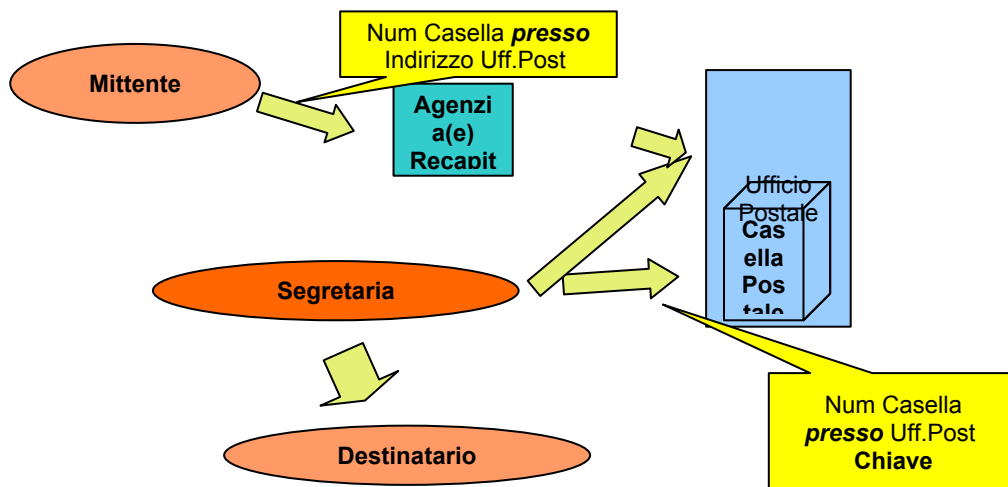 Num Casella presso
Indirizzo Uff.Post
Mittente
Agenzi
a(e)
Recapit
Ufficio
Postale
Cas
ella
Pos
tale
Segretaria
Num Casella
presso Uff.Post
Chiave
Destinatario